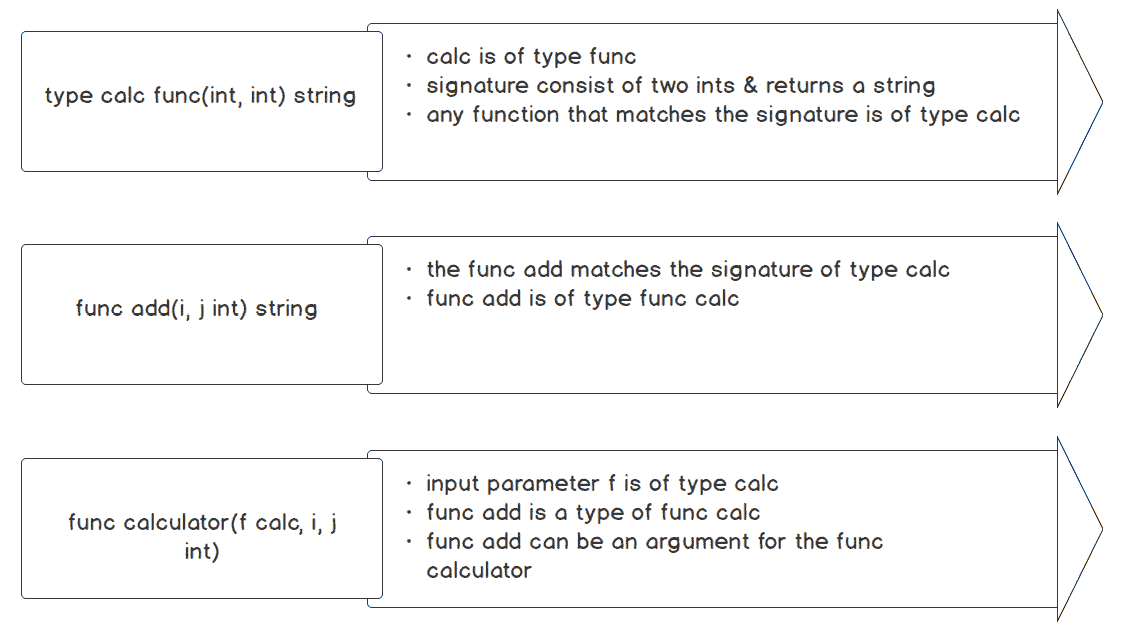 type calc func(int, int) string
· calc is of type func
· signature consist of two ints & returns a string
· any function that matches the signature is of type calc
func add(i, j int) string
· the func add matches the signature of type calc
· func add is of type func calc
func calculator(f calc, i, j
int)
· input parameter f is of type calc
· func add is a type of func calc
· func add can be an argument for the func
calculator